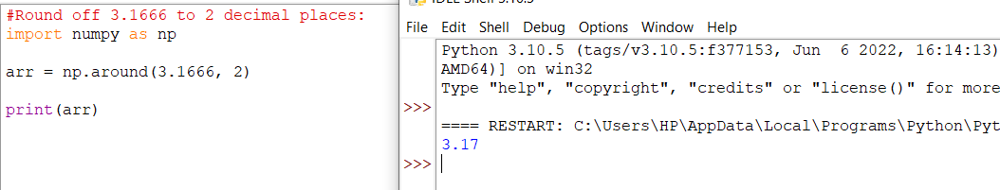 #Round off 3.1666 to 2 decimal places:
import numpy as np
arr = np.around(3.1666, 2)
print(arr)
File Edit Shell Debug Options Window Help
Python 3.10.5 (tags/v3.10.5:f377153, Jun  6 2022, 16:14:13)
AMD64)] on win32
Type "help", "copyright", "credits" or "license()" for more
>>>
==== RESTART: C:\Users\HP\AppData\Local\Programs\Python\Pyt
3.17
>>>